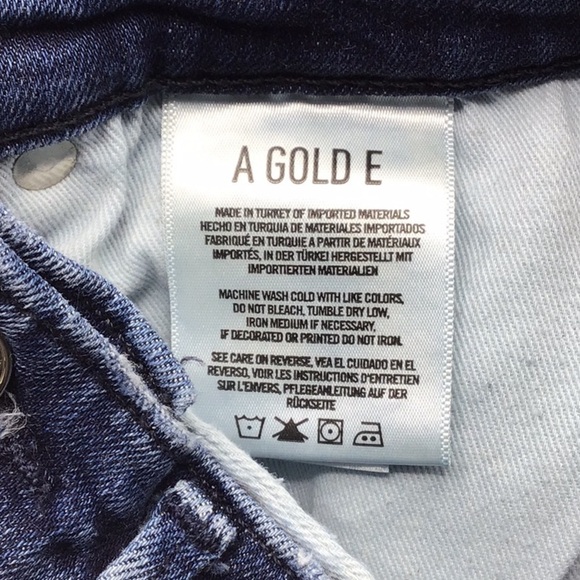 A GOLD E
MADE IN TURKEY OF IMPORTED MATERIALS
HECHO EN TURQUIA DE MATERIALES IMPORTADOS
FABRIQUÉ EN TURQUIE A PARTIR DE MATÉRIAUX
IMPORTÉS, IN DER TÜRKEI HERGESTELLT MIT
IMPORTIERTEN MATERIALIEN
MACHINE WASH COLD WITH LIKE COLORS,
DO NOT BLEACH, TUMBLE DRY LOW,
IRON MEDIUM IF NECESSARY,
IF DECORATED OR PRINTED DO NOT IRON.
SEE CARE ON REVERSE, VEA EL CUIDADO EN EL
REVERSO, VOIR LES INSTRUCTIONS D'ENTRETIEN
SUR L'ENVERS, PFLEGEANLEITUNG AUF DER
RÜCKSEITE